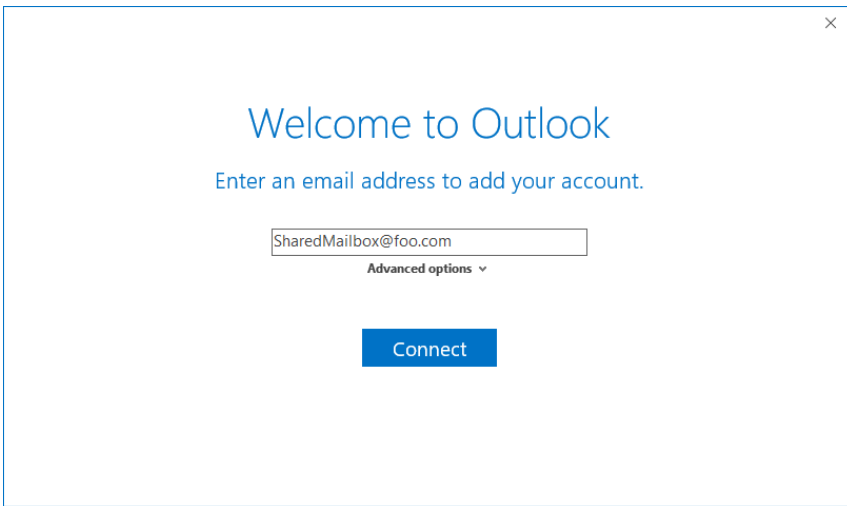 Welcome to Outlook
Enter an email address to add your account.
SharedMailbox@foo.com
Advanced options
Connect